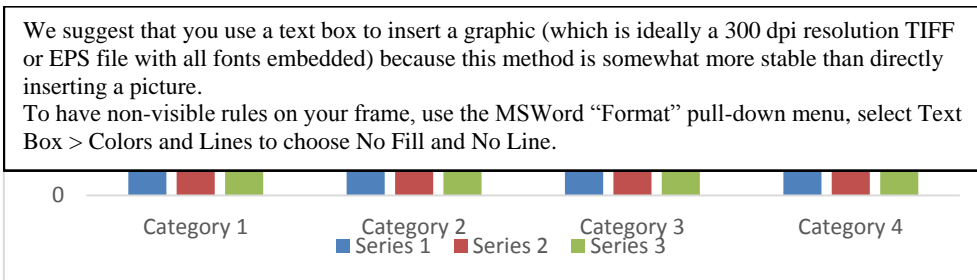 We suggest that you use a text box to insert a graphic (which is ideally a 300 dpi resolution TIFF
or EPS file with all fonts embedded) because this method is somewhat more stable than directly
inserting a picture.
To have non-visible rules on your frame, use the MSWord “Format” pull-down menu, select Text
Box > Colors and Lines to choose No Fill and No Line.
0
Category 1 Category 2 Category 3 Category 4
Series 1 Series 2 Series 3